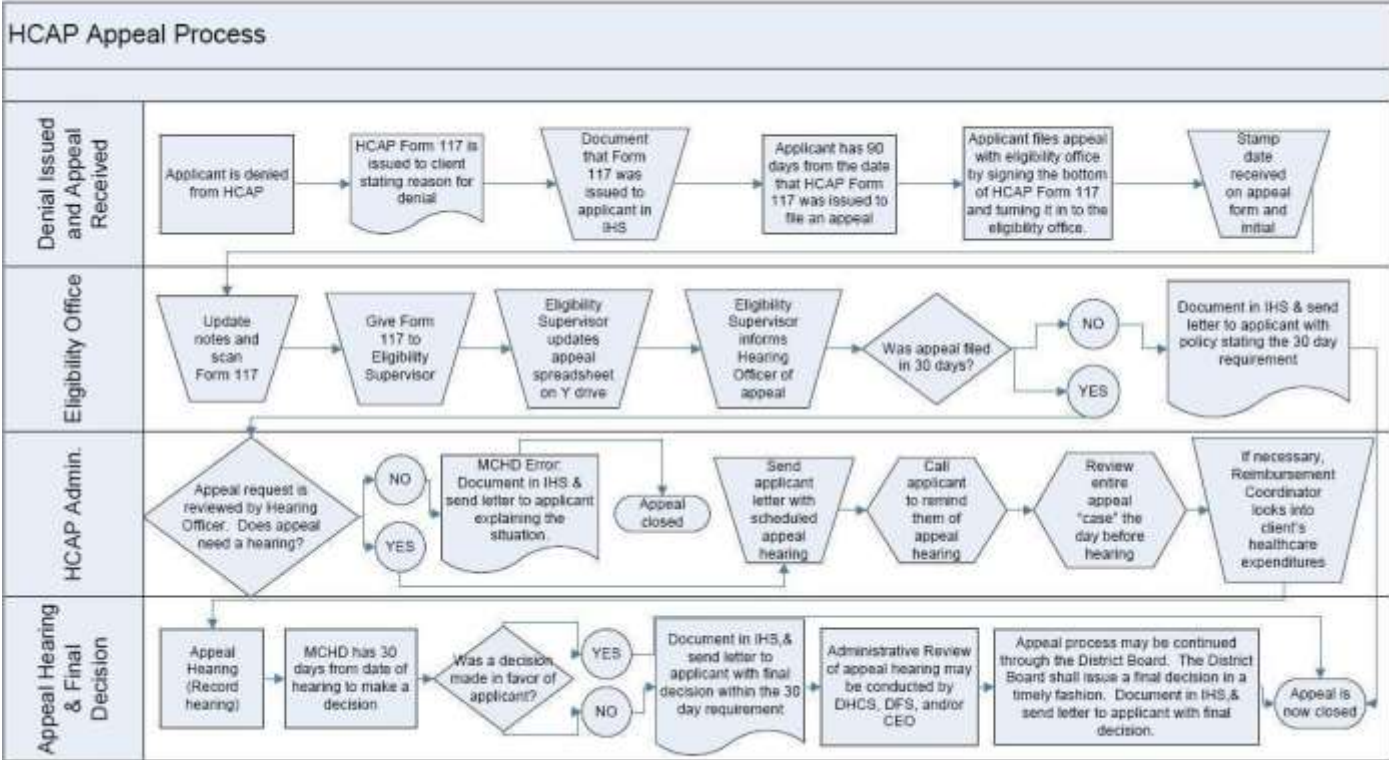 HCAP Appeal Process
Denial Issued
and Appeal
Received
Applicant is denied
from HCAP
HCAP Form 117 is
issued to client
stating reason for
denial
Document
that Form
117 was
issued to
applicant in
IHS
Applicant has 90
days from the date
that HCAP Form
117 was issued to
file an appeal
Applicant files appeal
with eligibility office
by signing the bottom
of HCAP Form 117
and turning it in to the
eligibility office.
Stamp
date
received
on appeal
form and
initial
Eligibility Office
Update
notes and
scan
Form 117
Give Form
117 to
Eligibility
Supervisor
Eligibility
Supervisor
updates
appeal
spreadsheet
on Y drive
Eligibility
Supervisor
informs
Hearing
Officer of
appeal
Was appeal filed
in 30 days?
NO
YES
Document in IHS & send
letter to applicant with
policy stating the 30 day
requirement
HCAP Admin.
Appeal request is
reviewed by Hearing
Officer. Does appeal
need a hearing?
NO
YES
MCHD Error:
Document in IHS &
send letter to applicant
explaining the
situation.
Appeal
closed
Send
applicant
letter with
scheduled
appeal
hearing
Call
applicant
to remind
them of
appeal
hearing
Review
entire
appeal
"case" the
day before
hearing
If necessary,
Reimbursement
Coordinator
looks into
client's
healthcare
expenditures
Appeal Hearing
& Final
Decision
Appeal
Hearing
(Record
hearing)
MCHD has 30
days from date of
hearing to make a
decision
Was a decision
made in favor of
applicant?
YES
NO
Document in IHS,&
send letter to
applicant with final
decision within the 30
day requirement
Administrative Review
of appeal hearing may
be conducted by
DHCS, DFS, and/or
CEO
Appeal process may be continued
through the District Board. The District
Board shall issue a final decision in a
timely fashion. Document in IHS,&
send letter to applicant with final
decision.
Appeal is
now closed